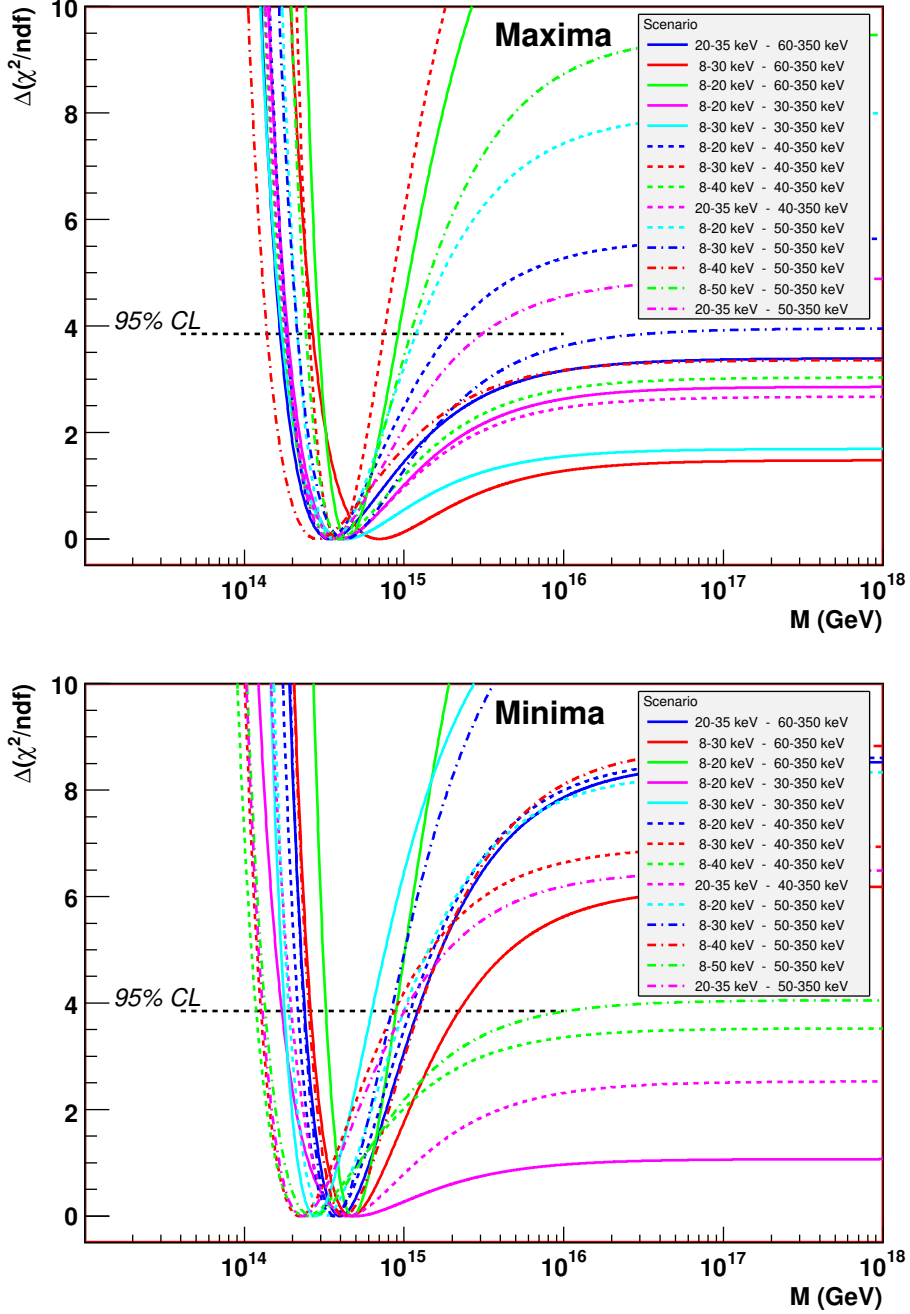 Maxima
Δ(χ²/ndf)
10
8
6
4
2
0
95% CL
Scenario
20-35 keV - 60-350 keV
8-30 keV - 60-350 keV
8-20 keV - 60-350 keV
8-20 keV - 30-350 keV
8-30 keV - 30-350 keV
8-20 keV - 40-350 keV
8-30 keV - 40-350 keV
8-40 keV - 40-350 keV
20-35 keV - 40-350 keV
8-20 keV - 50-350 keV
8-30 keV - 50-350 keV
8-40 keV - 50-350 keV
8-50 keV - 50-350 keV
20-35 keV - 50-350 keV
10¹⁴ 10¹⁵ 10¹⁶ 10¹⁷ 10¹⁸
M (GeV)
Minima
Δ(χ²/ndf)
10
8
6
4
2
0
95% CL
Scenario
20-35 keV - 60-350 keV
8-30 keV - 60-350 keV
8-20 keV - 60-350 keV
8-20 keV - 30-350 keV
8-30 keV - 30-350 keV
8-20 keV - 40-350 keV
8-30 keV - 40-350 keV
8-40 keV - 40-350 keV
20-35 keV - 40-350 keV
8-20 keV - 50-350 keV
8-30 keV - 50-350 keV
8-40 keV - 50-350 keV
8-50 keV - 50-350 keV
20-35 keV - 50-350 keV
10¹⁴ 10¹⁵ 10¹⁶ 10¹⁷ 10¹⁸
M (GeV)